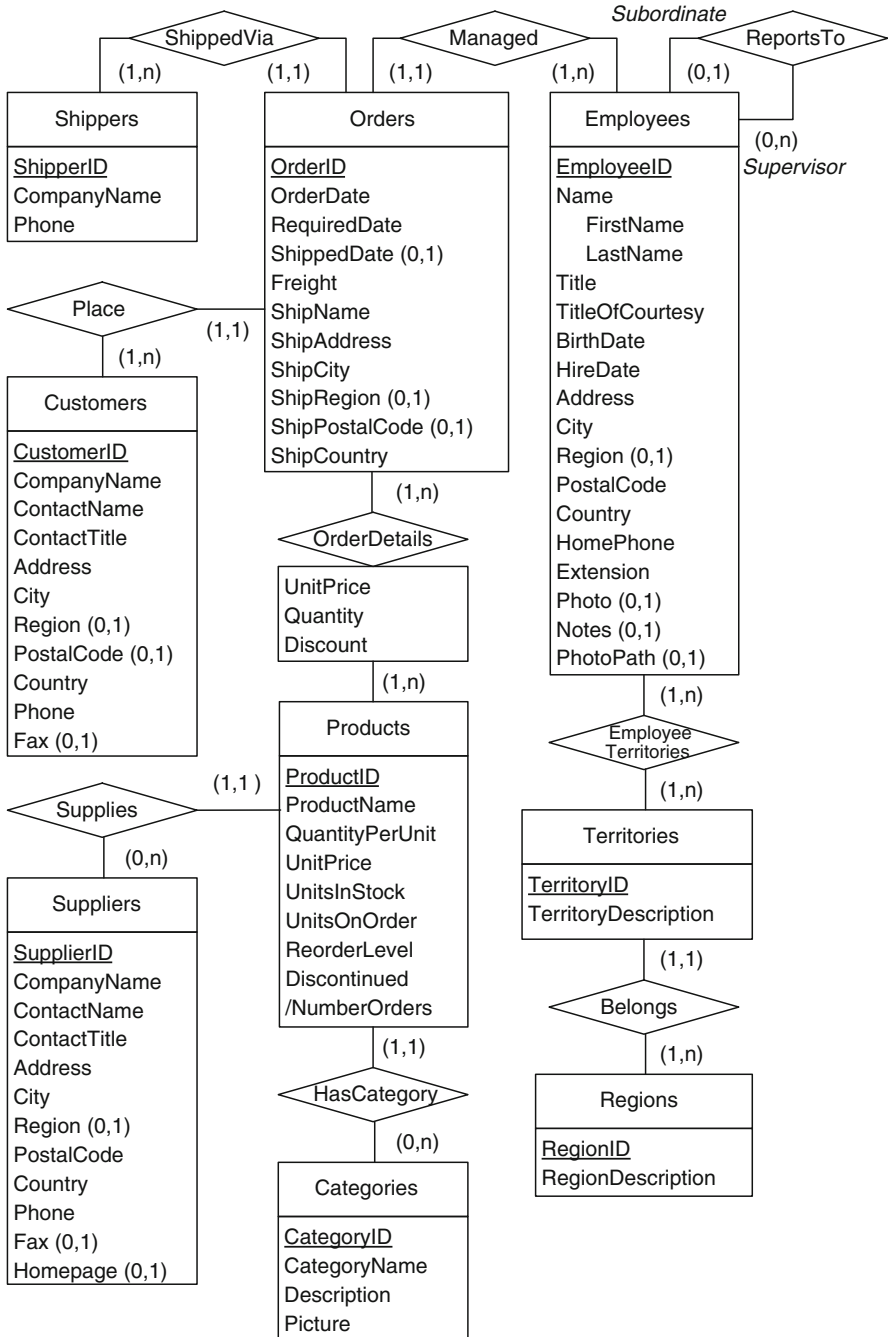 Subordinate
ShippedVia
Managed
ReportsTo
(1,n)
(1,1)
(1,1)
(1,n)
(0,1)
(0,n)
Supervisor
Shippers
ShipperID
CompanyName
Phone
Orders
OrderID
OrderDate
RequiredDate
ShippedDate (0,1)
Freight
ShipName
ShipAddress
ShipCity
ShipRegion (0,1)
ShipPostalCode (0,1)
ShipCountry
Employees
EmployeeID
Name
FirstName
LastName
Title
TitleOfCourtesy
BirthDate
HireDate
Address
City
Region (0,1)
PostalCode
Country
HomePhone
Extension
Photo (0,1)
Notes (0,1)
PhotoPath (0,1)
Place
(1,1)
(1,n)
Customers
CustomerID
CompanyName
ContactName
ContactTitle
Address
City
Region (0,1)
PostalCode (0,1)
Country
Phone
Fax (0,1)
(1,n)
OrderDetails
UnitPrice
Quantity
Discount
(1,n)
Products
ProductID
ProductName
QuantityPerUnit
UnitPrice
UnitsInStock
UnitsOnOrder
ReorderLevel
Discontinued
/NumberOrders
(1,n)
Employee
Territories
(1,n)
Territories
TerritoryID
TerritoryDescription
(1,1)
Belongs
(1,n)
Regions
RegionID
RegionDescription
(1,1 )
Supplies
(0,n)
Suppliers
SupplierID
CompanyName
ContactName
ContactTitle
Address
City
Region (0,1)
PostalCode
Country
Phone
Fax (0,1)
Homepage (0,1)
(1,1)
HasCategory
(0,n)
Categories
CategoryID
CategoryName
Description
Picture